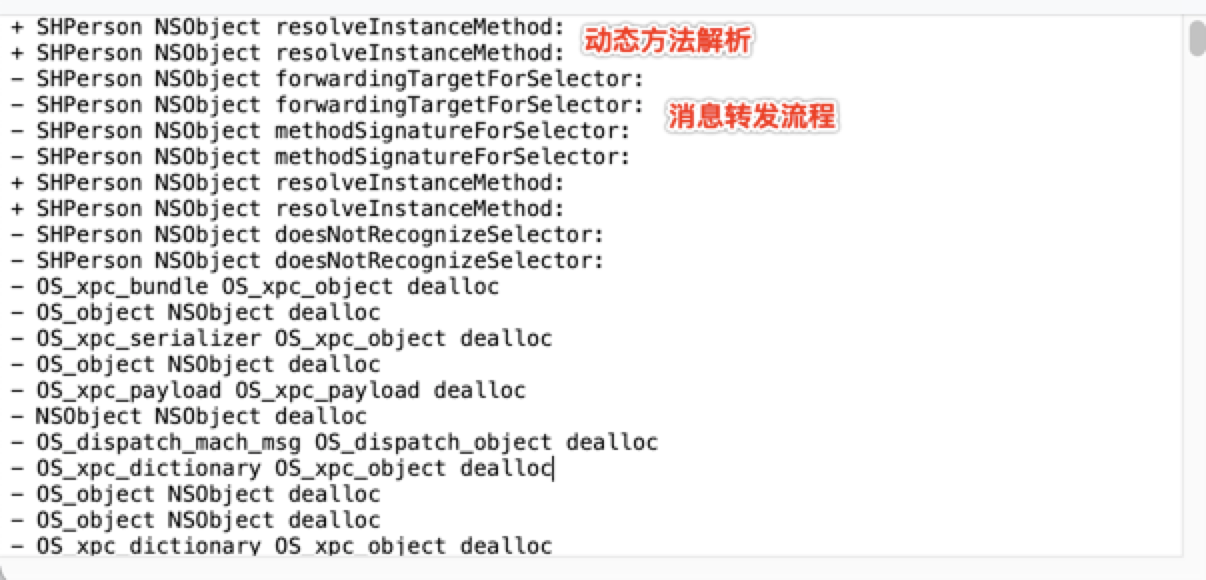 + SHPerson NSObject resolveInstanceMethod:
+ SHPerson NSObject resolveInstanceMethod:
动态方法解析
- SHPerson NSObject forwardingTargetForSelector:
- SHPerson NSObject forwardingTargetForSelector:
消息转发流程
- SHPerson NSObject methodSignatureForSelector:
- SHPerson NSObject methodSignatureForSelector:
+ SHPerson NSObject resolveInstanceMethod:
+ SHPerson NSObject resolveInstanceMethod:
- SHPerson NSObject doesNotRecognizeSelector:
- SHPerson NSObject doesNotRecognizeSelector:
- OS_xpc_bundle OS_xpc_object dealloc
- OS_object NSObject dealloc
- OS_xpc_serializer OS_xpc_object dealloc
- OS_object NSObject dealloc
- OS_xpc_payload OS_xpc_payload dealloc
- NSObject NSObject dealloc
- OS_dispatch_mach_msg OS_dispatch_object dealloc
- OS_xpc_dictionary OS_xpc_object dealloc
- OS_object NSObject dealloc
- OS_object NSObject dealloc
- OS_xpc_dictionary OS_xpc_object dealloc